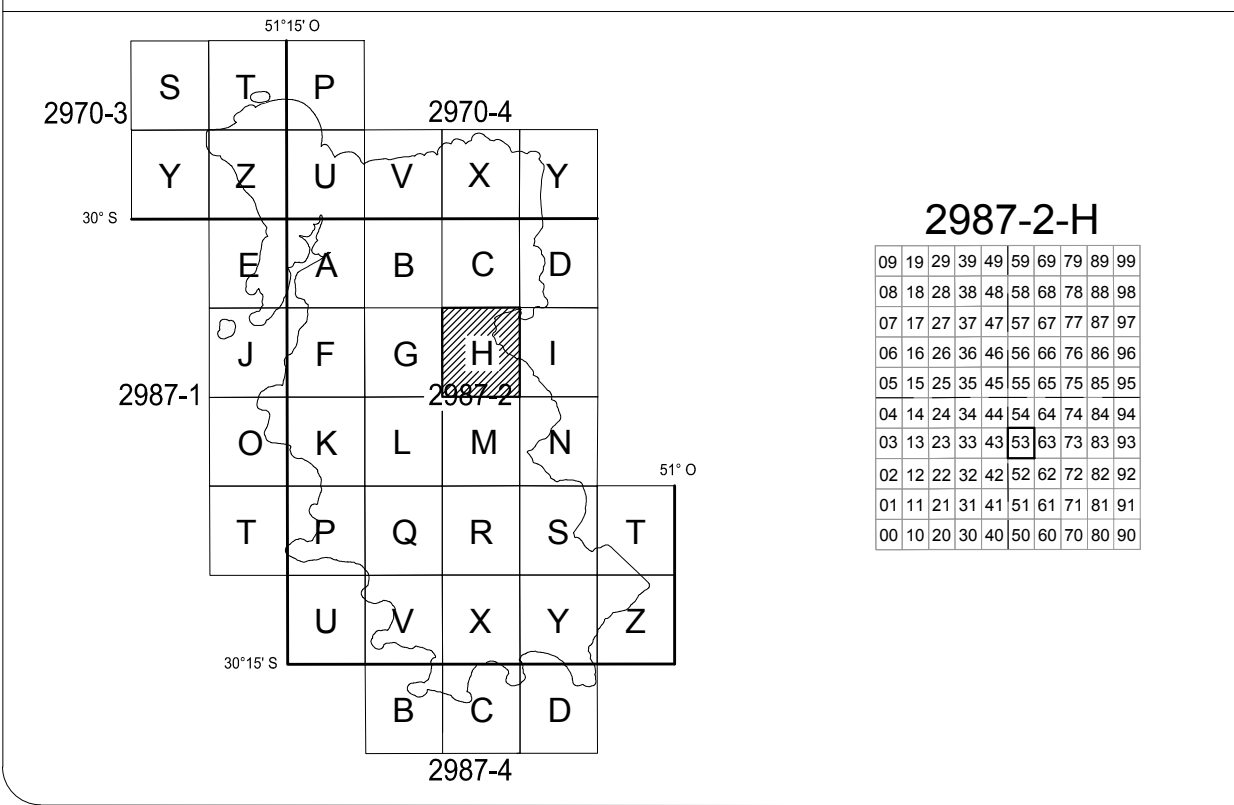 51°15' O
S T P
2970-3 2970-4
Y Z U V X Y
30° S
E A B C D
J F G H I
2987-1 2987-2
O K L M N
51° O
T P Q R S T
U V X Y Z
30°15' S
B C D
2987-4
2987-2-H
09 19 29 39 49 59 69 79 89 99
08 18 28 38 48 58 68 78 88 98
07 17 27 37 47 57 67 77 87 97
06 16 26 36 46 56 66 76 86 96
05 15 25 35 45 55 65 75 85 95
04 14 24 34 44 54 64 74 84 94
03 13 23 33 43 53 63 73 83 93
02 12 22 32 42 52 62 72 82 92
01 11 21 31 41 51 61 71 81 91
00 10 20 30 40 50 60 70 80 90